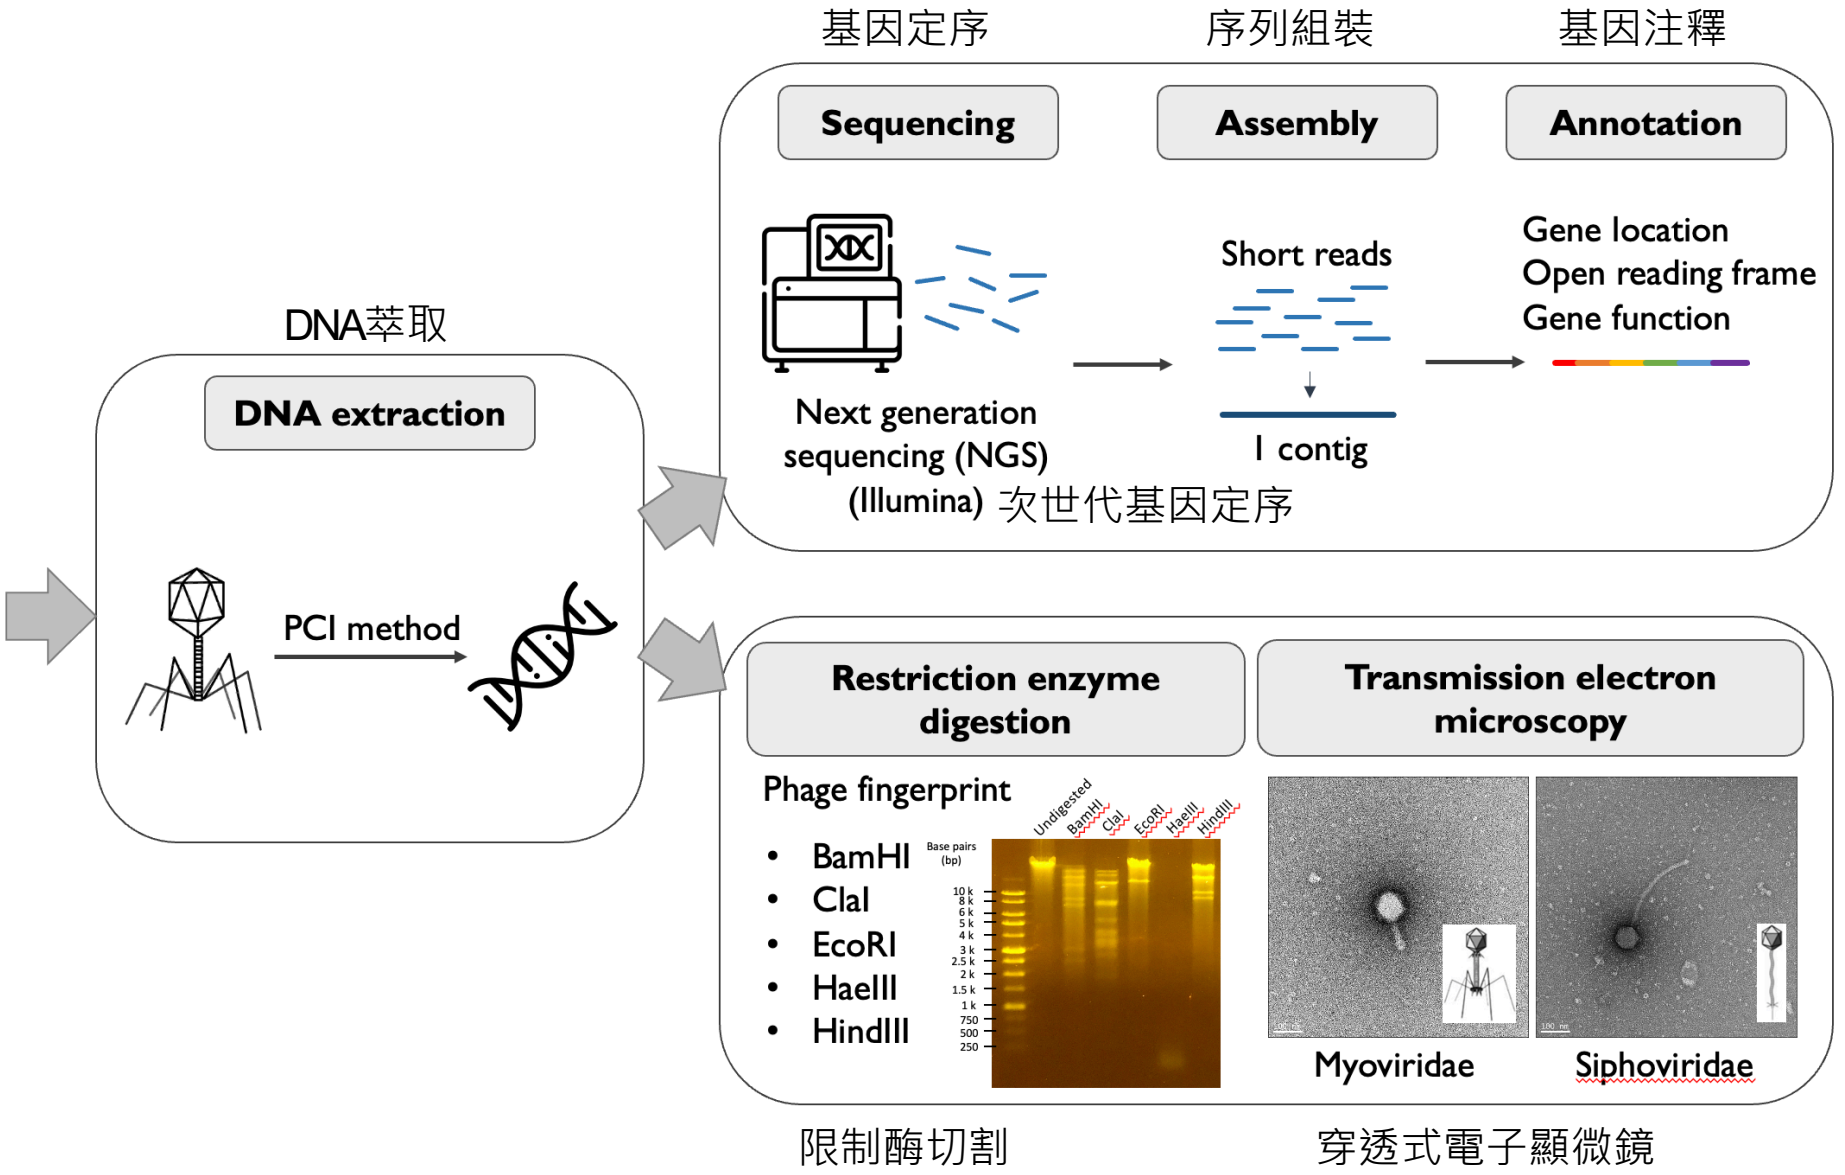 基因定序
序列組裝
基因注釋
Sequencing
Assembly
Annotation
Next generation
sequencing (NGS)
(Illumina)
次世代基因定序
Short reads
1 contig
Gene location
Open reading frame
Gene function
DNA萃取
DNA extraction
PCI method
Restriction enzyme
digestion
Phage fingerprint
BamHI
ClaI
EcoRI
HaeIII
HindIII
Undigested
BamHI
ClaI
EcoRI
HaeIII
HindIII
Base pairs
(bp)
10 k
8 k
6 k
5 k
4 k
3 k
2.5 k
2 k
1.5 k
1 k
750
500
250
Transmission electron
microscopy
100 nm
100 nm
Myoviridae
Siphoviridae
限制酶切割
穿透式電子顯微鏡